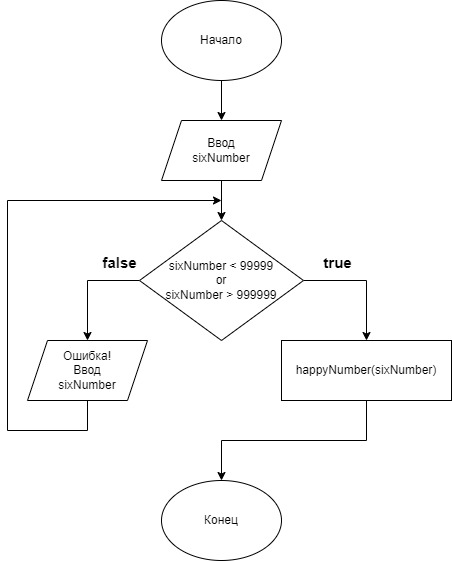 Начало
Ввод
sixNumber
false
true
sixNumber < 99999
or
sixNumber > 999999
Ошибка!
Ввод
sixNumber
happyNumber(sixNumber)
Конец